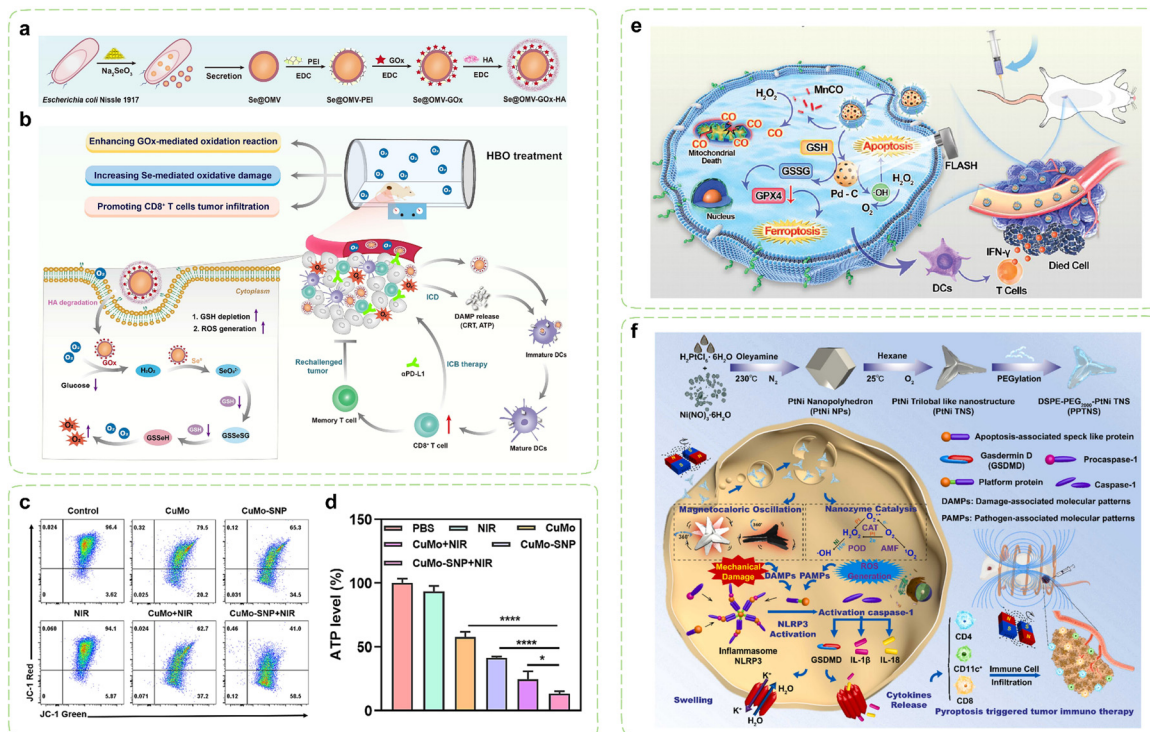 a
Na₂SeO₃
Escherichia coli Nissle 1917
Secretion
Se@OMV
PEI
EDC
Se@OMV-PEI
GOx
EDC
Se@OMV-GOx
HA
EDC
Se@OMV-GOx-HA
b
Enhancing GOx-mediated oxidation reaction
Increasing Se-mediated oxidative damage
Promoting CD8⁺ T cells tumor infiltration
HBO treatment
O₂
HA degradation
Cytoplasm
1. GSH depletion
2. ROS generation
GOx
Glucose
H₂O₂
Se⁰
GSH
GSSeSG
GSH
GSSeH
O₂
ICD
DAMP release
(CRT, ATP)
Immature DCs
Rechallenged
tumor
αPD-L1
ICB therapy
Memory T cell
CD8⁺ T cell
Mature DCs
c
Control
CuMo
CuMo-SNP
0.024
96.4
0
3.62
0.32
79.5
0.025
20.2
0.12
65.3
0.031
34.5
NIR
CuMo+NIR
CuMo-SNP+NIR
0.068
94.1
0
5.87
0.024
62.7
0.071
37.2
0.46
41.0
0.12
58.5
JC-1 Red
JC-1 Green
d
PBS
NIR
CuMo
CuMo+NIR
CuMo-SNP
CuMo-SNP+NIR
ATP level (%)
150
100
50
0
****
****
*
e
H₂O₂
MnCO
CO
CO
CO
CO
CO
Mitochondrial
Death
GSH
Apoptosis
GSSG
Pd - C
·OH
H₂O₂
O₂
GPX4
Nucleus
Ferroptosis
FLASH
DCs
IFN-γ
T Cells
Died Cell
f
H₂PtCl₆· 6H₂O
+
Ni(NO)₃·6H₂O
Oleyamine
230℃
N₂
PtNi Nanopolyhedron
(PtNi NPs)
Hexane
25℃
O₂
PtNi Trilobal like nanostructure
(PtNi TNS)
PEGylation
DSPE-PEG₂₀₀₀-PtNi TNS
(PPTNS)
Apoptosis-associated speck like protein
Gasdermin D
(GSDMD)
Procaspase-1
Platform protein
Caspase-1
DAMPs: Damage-associated molecular patterns
PAMPs: Pathogen-associated molecular patterns
Magnetocaloric Oscillation
360°
Nanozyme Catalysis
CAT
POD
AMF
·OH
¹O₂
Mechanical
Damage
DAMPs
PAMPs
ROS
Generation
NLRP3
Activation
Activation caspase-1
Inflammasome
NLRP3
GSDMD
IL-1β
IL-18
K⁺
H₂O
K⁺
H₂O
Swelling
Cytokines
Release
CD4
CD11c⁺
CD8
Immune Cell
Infiltration
Pyroptosis triggered tumor immuno therapy